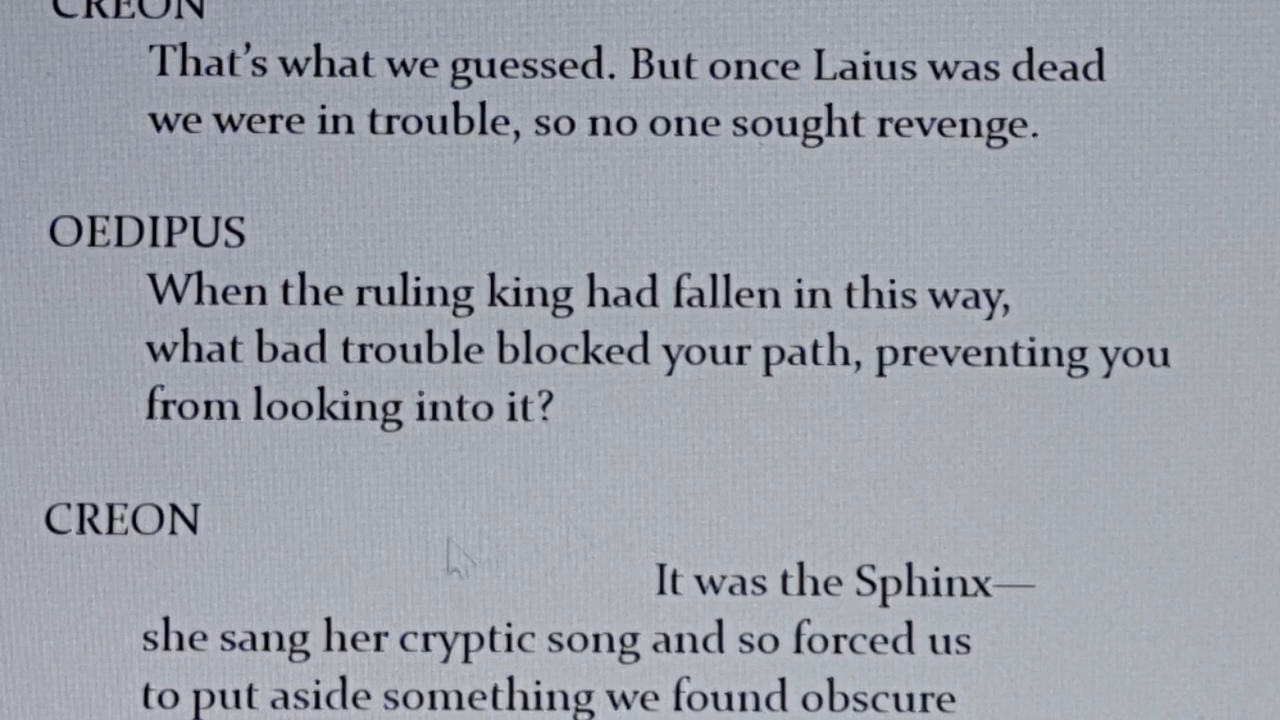 CREON
That's what we guessed. But once Laius was dead
we were in trouble, so no one sought revenge.
OEDIPUS
When the ruling king had fallen in this way,
what bad trouble blocked your path, preventing you
from looking into it?
CREON
It was the Sphinx—
she sang her cryptic song and so forced us
to put aside something we found obscure